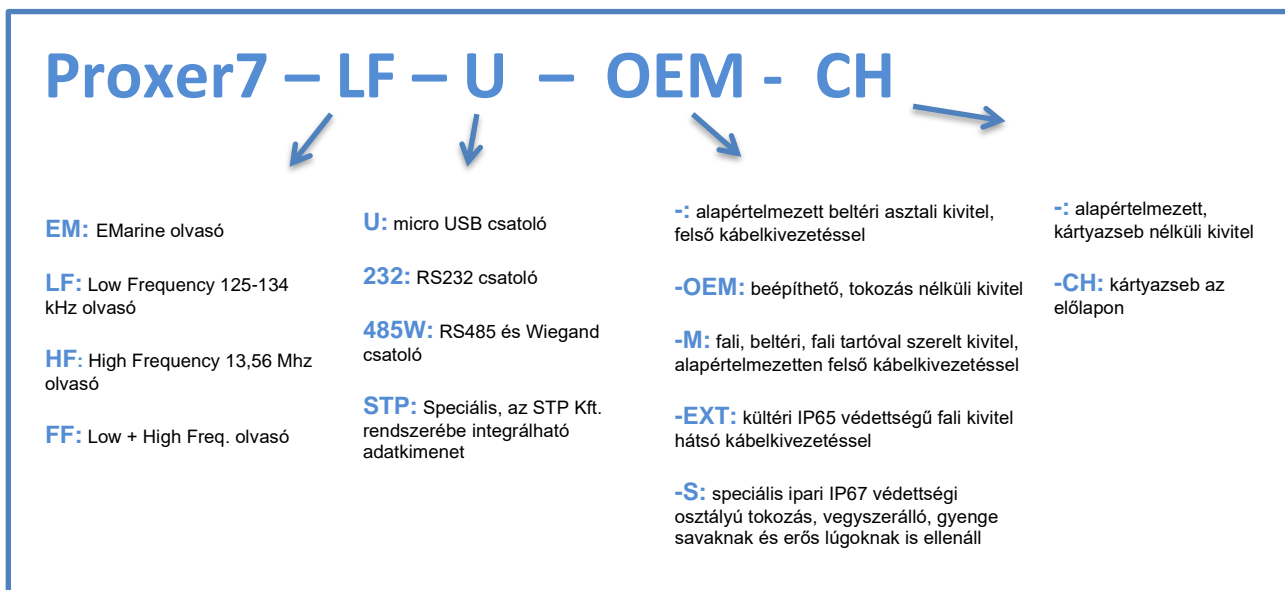 Proxer7 – LF – U – OEM - CH
EM: EMarine olvasó
LF: Low Frequency 125-134
kHz olvasó
HF: High Frequency 13,56 Mhz
olvasó
FF: Low + High Freq. olvasó
U: micro USB csatoló
232: RS232 csatoló
485W: RS485 és Wiegand
csatoló
STP: Speciális, az STP Kft.
rendszerébe integrálható
adatkimenet
-: alapértelmezett beltéri asztali kivitel,
felső kábelkivezetéssel
-OEM: beépíthető, tokozás nélküli kivitel
-M: fali, beltéri, fali tartóval szerelt kivitel,
alapértelmezetten felső kábelkivezetéssel
-EXT: kültéri IP65 védettségű fali kivitel
hátsó kábelkivezetéssel
-S: speciális ipari IP67 védettségi
osztályú tokozás, vegyszerálló, gyenge
savaknak és erős lúgoknak is ellenáll
-: alapértelmezett,
kártyazseb nélküli kivitel
-CH: kártyazseb az
előlapon